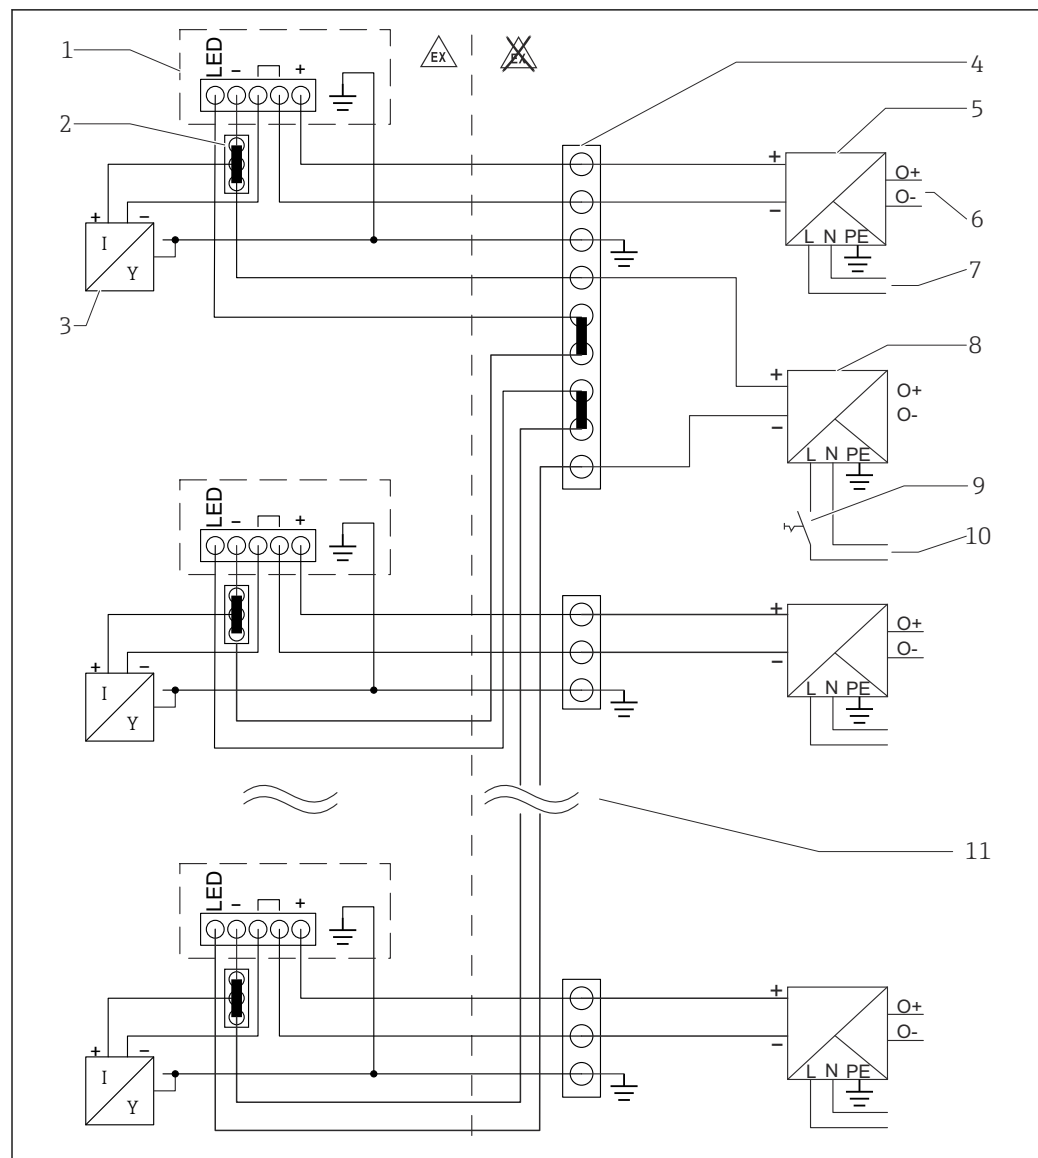 1
LED
- +
EX
EX
4
2
5
+
O+
O-
6
-
+ -
I
Y
L N PE
7
3
8
+
O+
O-
-
L N PE
9
10
LED
- +
+
O+
O-
-
+ -
I
Y
L N PE
11
LED
- +
+
O+
O-
-
+ -
I
Y
L N PE